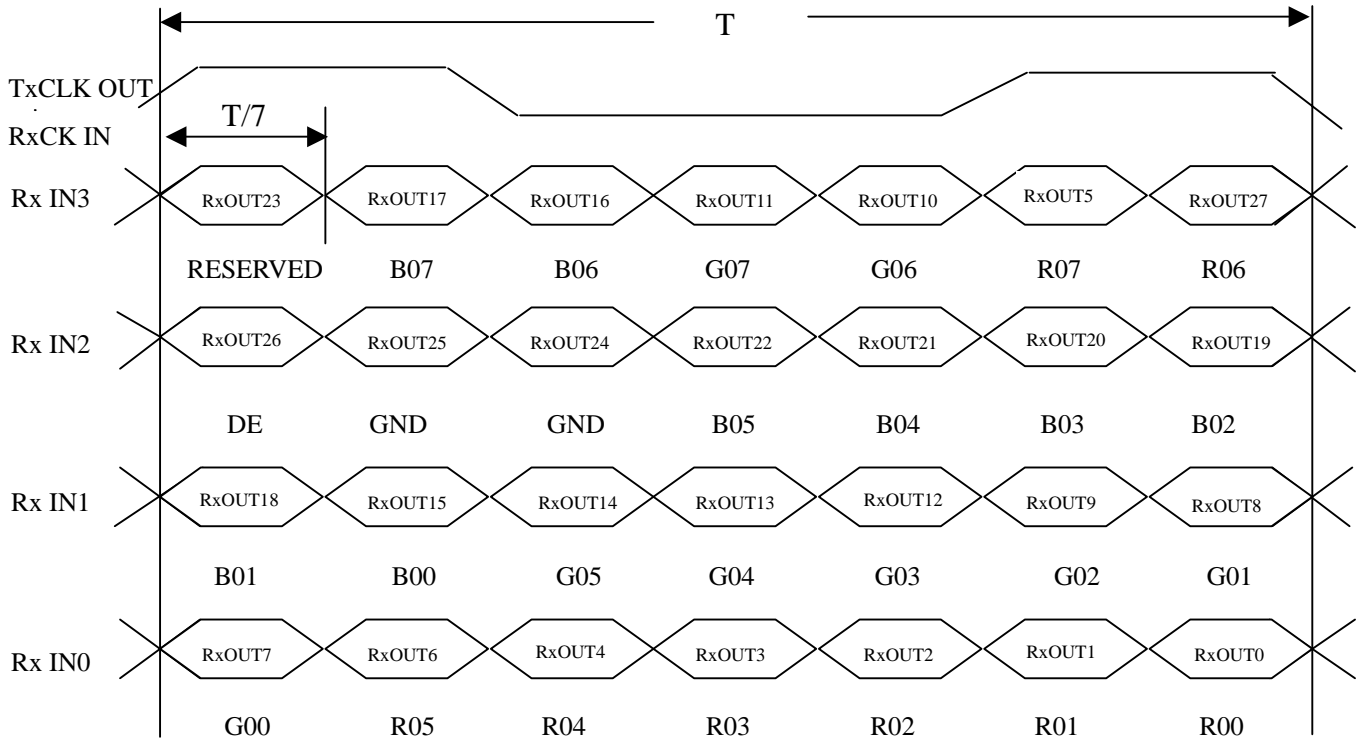 T
TxCLK OUT
RxCK IN
T/7
Rx IN3 RxOUT23 RxOUT17 RxOUT16 RxOUT11 RxOUT10 RxOUT5 RxOUT27
RESERVED B07 B06 G07 G06 R07 R06
Rx IN2 RxOUT26 RxOUT25 RxOUT24 RxOUT22 RxOUT21 RxOUT20 RxOUT19
DE GND GND B05 B04 B03 B02
Rx IN1 RxOUT18 RxOUT15 RxOUT14 RxOUT13 RxOUT12 RxOUT9 RxOUT8
B01 B00 G05 G04 G03 G02 G01
Rx IN0 RxOUT7 RxOUT6 RxOUT4 RxOUT3 RxOUT2 RxOUT1 RxOUT0
G00 R05 R04 R03 R02 R01 R00